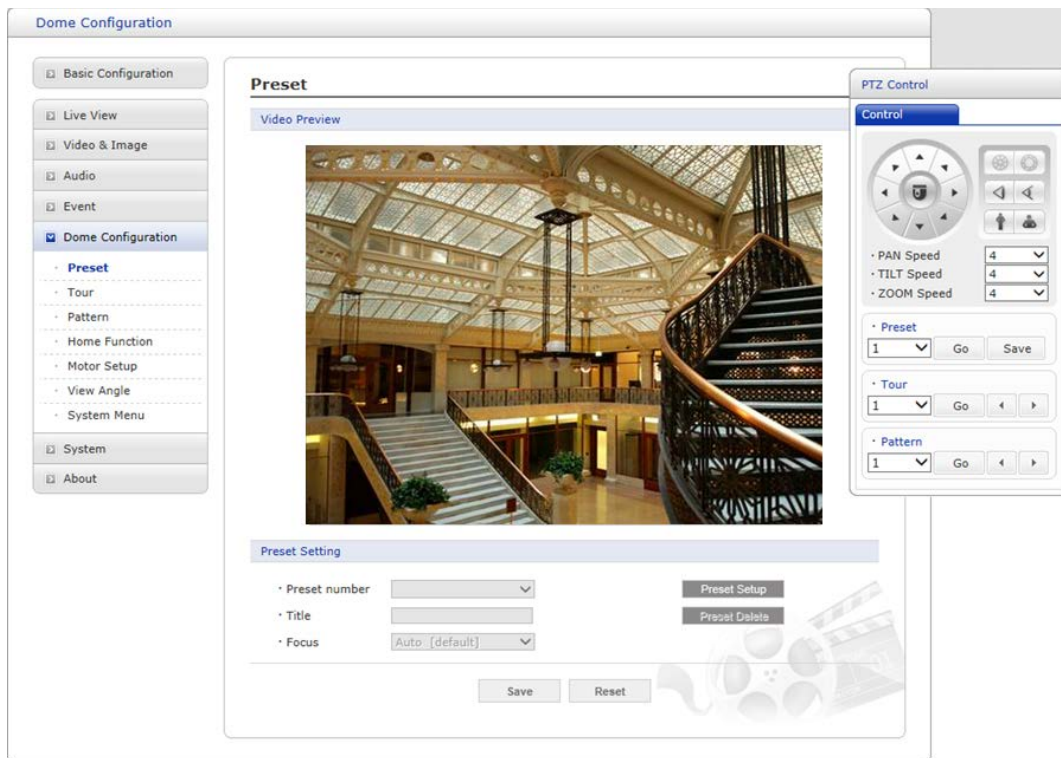 Dome Configuration
Basic Configuration
Live View
Video & Image
Audio
Event
Dome Configuration
Preset
Tour
Pattern
Home Function
Motor Setup
View Angle
System Menu
System
About
Preset
Video Preview
Preset Setting
· Preset number
· Title
· Focus Auto [default]
Preset Setup
Preset Delete
Save Reset
PTZ Control
Control
· PAN Speed 4
· TILT Speed 4
· ZOOM Speed 4
· Preset
1 Go Save
· Tour
1 Go
· Pattern
1 Go